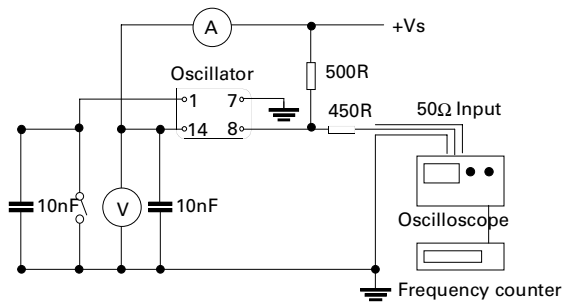 A
+Vs
Oscillator
500R
1 7
450R
50Ω Input
14 8
10nF
V
10nF
Oscilloscope
Frequency counter